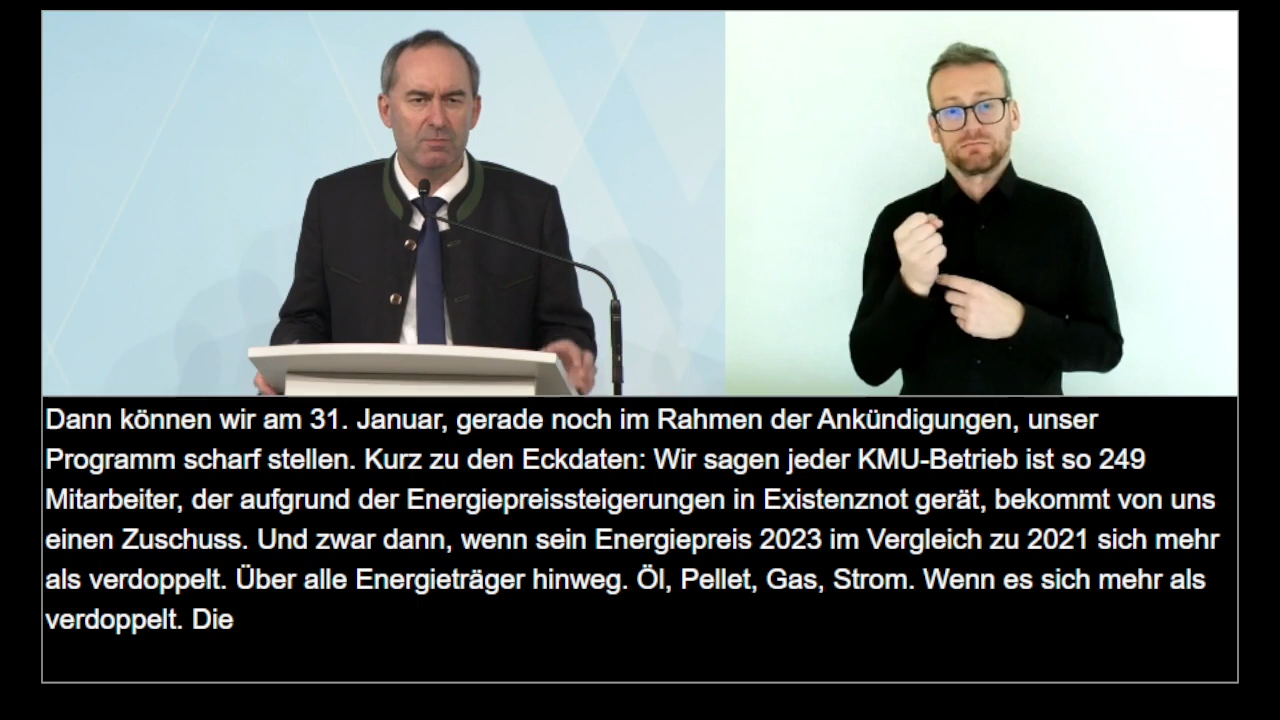 Dann können wir am 31. Januar, gerade noch im Rahmen der Ankündigungen, unser
Programm scharf stellen. Kurz zu den Eckdaten: Wir sagen jeder KMU-Betrieb ist so 249
Mitarbeiter, der aufgrund der Energiepreissteigerungen in Existenznot gerät, bekommt von uns
einen Zuschuss. Und zwar dann, wenn sein Energiepreis 2023 im Vergleich zu 2021 sich mehr
als verdoppelt. Über alle Energieträger hinweg. Öl, Pellet, Gas, Strom. Wenn es sich mehr als
verdoppelt. Die